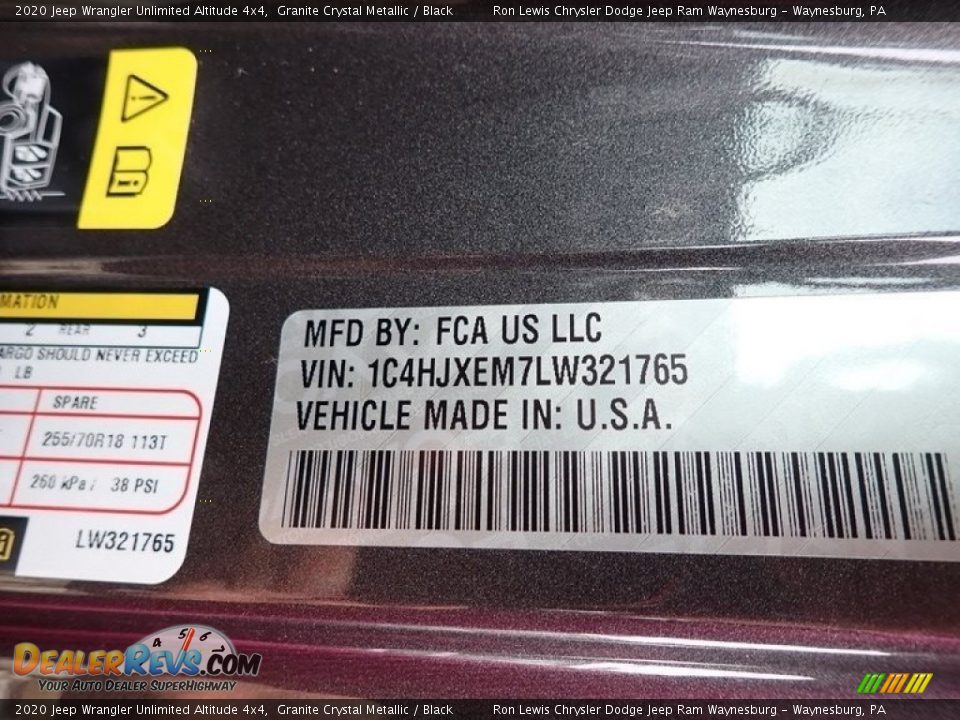 2020 Jeep Wrangler Unlimited Altitude 4x4, Granite Crystal Metallic / Black Ron Lewis Chrysler Dodge Jeep Ram Waynesburg - Waynesburg, PA
MATION
2 REAR 3
ARGO SHOULD NEVER EXCEED
LB
SPARE
255/70R18 113T
260 kPa / 38 PSI
LW321765
MFD BY: FCA US LLC
VIN: 1C4HJXEM7LW321765
VEHICLE MADE IN: U.S.A.
4 5 6
DealerRevs.com
Your Auto Dealer SuperHighway
2020 Jeep Wrangler Unlimited Altitude 4x4, Granite Crystal Metallic / Black Ron Lewis Chrysler Dodge Jeep Ram Waynesburg - Waynesburg, PA